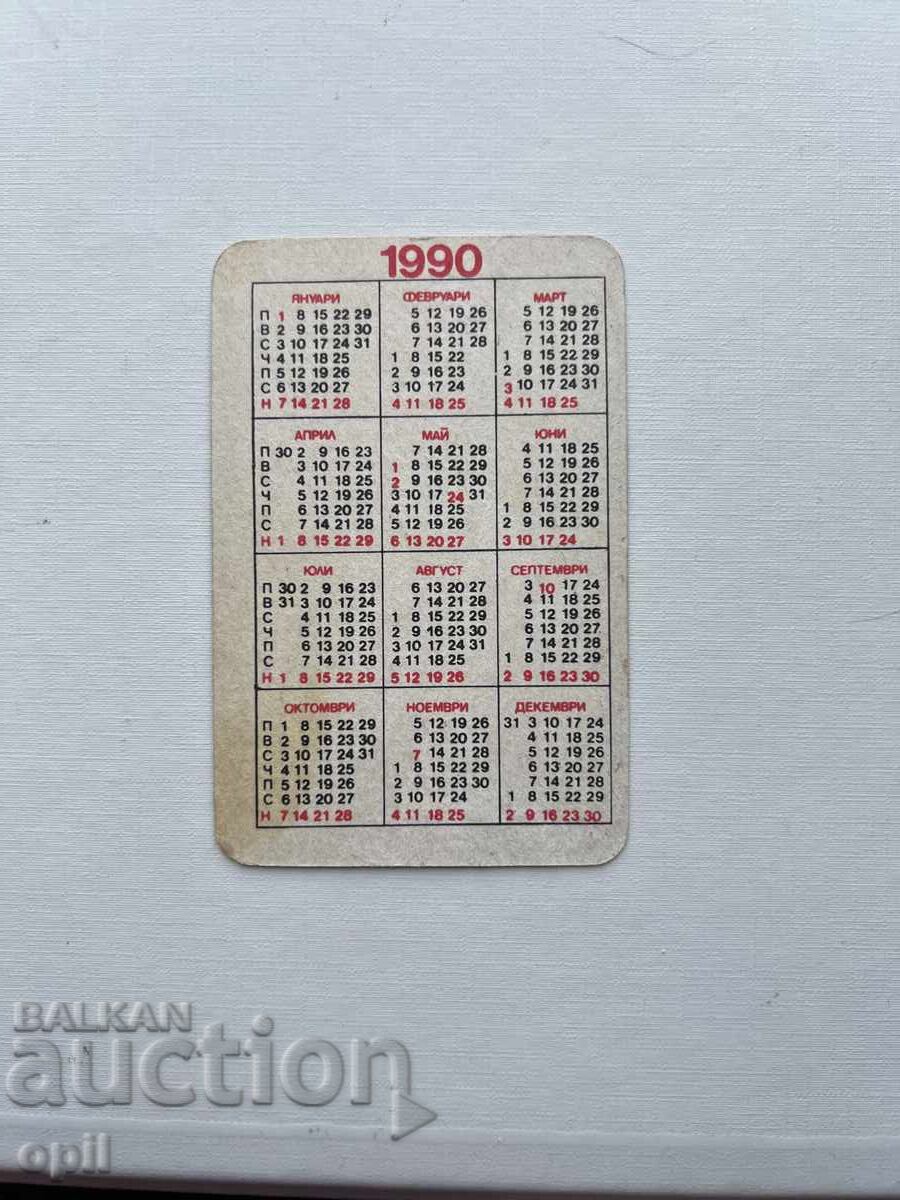 1990
ЯНУАРИ ФЕВРУАРИ МАРТ
П 1 8 15 22 29 5 12 19 26 5 12 19 26
В 2 9 16 23 30 6 13 20 27 6 13 20 27
С 3 10 17 24 31 7 14 21 28 7 14 21 28
Ч 4 11 18 25 1 8 15 22 1 8 15 22 29
П 5 12 19 26 2 9 16 23 2 9 16 23 30
С 6 13 20 27 3 10 17 24 3 10 17 24 31
Н 7 14 21 28 4 11 18 25 4 11 18 25
АПРИЛ МАЙ ЮНИ
П 30 2 9 16 23 7 14 21 28 4 11 18 25
В 3 10 17 24 1 8 15 22 29 5 12 19 26
С 4 11 18 25 2 9 16 23 30 6 13 20 27
Ч 5 12 19 26 3 10 17 24 31 7 14 21 28
П 6 13 20 27 4 11 18 25 1 8 15 22 29
С 7 14 21 28 5 12 19 26 2 9 16 23 30
Н 1 8 15 22 29 6 13 20 27 3 10 17 24
ЮЛИ АВГУСТ СЕПТЕМВРИ
П 30 2 9 16 23 6 13 20 27 3 10 17 24
В 31 3 10 17 24 7 14 21 28 4 11 18 25
С 4 11 18 25 1 8 15 22 29 5 12 19 26
Ч 5 12 19 26 2 9 16 23 30 6 13 20 27
П 6 13 20 27 3 10 17 24 31 7 14 21 28
С 7 14 21 28 4 11 18 25 1 8 15 22 29
Н 1 8 15 22 29 5 12 19 26 2 9 16 23 30
ОКТОМВРИ НОЕМВРИ ДЕКЕМВРИ
П 1 8 15 22 29 5 12 19 26 31 3 10 17 24
В 2 9 16 23 30 6 13 20 27 4 11 18 25
С 3 10 17 24 31 7 14 21 28 5 12 19 26
Ч 4 11 18 25 1 8 15 22 29 6 13 20 27
П 5 12 19 26 2 9 16 23 30 7 14 21 28
С 6 13 20 27 3 10 17 24 1 8 15 22 29
Н 7 14 21 28 4 11 18 25 2 9 16 23 30
BALKAN
auction
opil